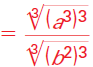 = ∛(a³)³ / ∛(b²)³